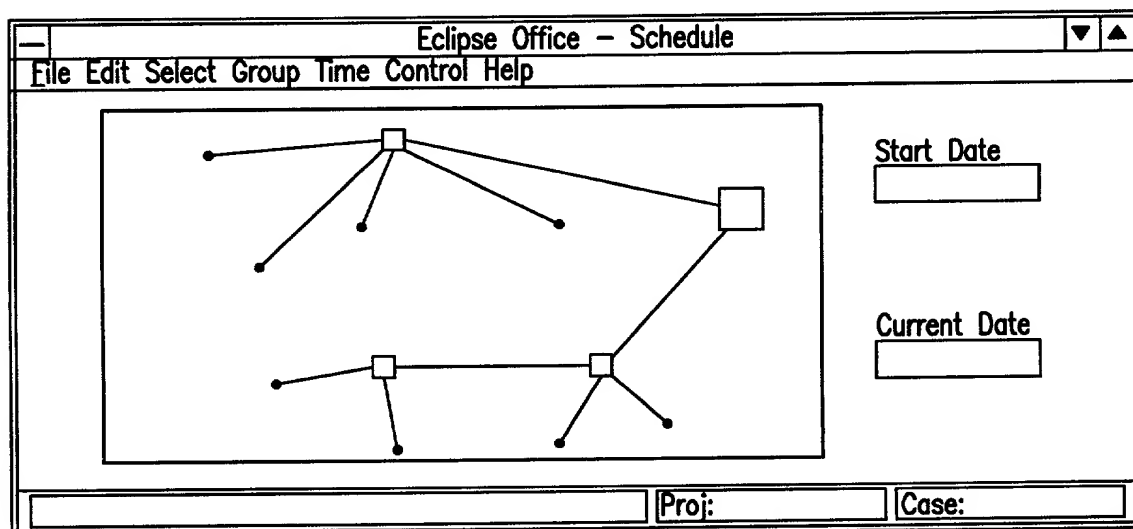 Eclipse Office – Schedule
File Edit Select Group Time Control Help
Start Date
Current Date
Proj:
Case: